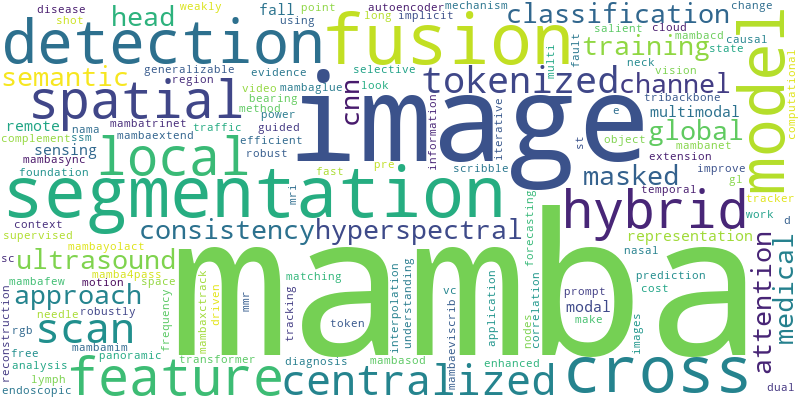 disease
weakly
head
fall
using
point
autoencoder
mechanism
long
implicit
classification
change
shot
detection
fusion
salient
cloud
mambacd
training
state
causal
generalizable
evidence
multi
fault
neck
vision
semantic
region
selective
mambaglue
look
tokenized
channel
model
computational
video
bearing
spatial
method
power
cnn
image
tribackbone
e
multimodal
remote
mambatrinet
traffic
guided
information
iterative
st
object
global
nama
mambaextend
efficient
complement
ssm
sensing
robust
mambanet
mambasync
local
fast
pre
scribble
masked
extension
foundation
mri
temporal
improve
gl
tracker
segmentation
hybrid
d
work
context
supervised
consistency
hyperspectral
forecasting
representation
mambayolact
sc
ultrasound
mamba
nasal
attention
medical
mamba4pass
mambafew
motion
space
matching
prediction
cost
approach
mambaxctrack
driven
mmr
interpolation
understanding
vc
application
correlation
prompt
modal
images
reconstruction
needle
robustly
frequency
tracking
token
mambaeviscrib
nodes
make
rgb
mambamim
scan
free
panoramic
transformer
diagnosis
mambasod
enhanced
analysis
lymph
endoscopic
feature
centralized
cross
dual